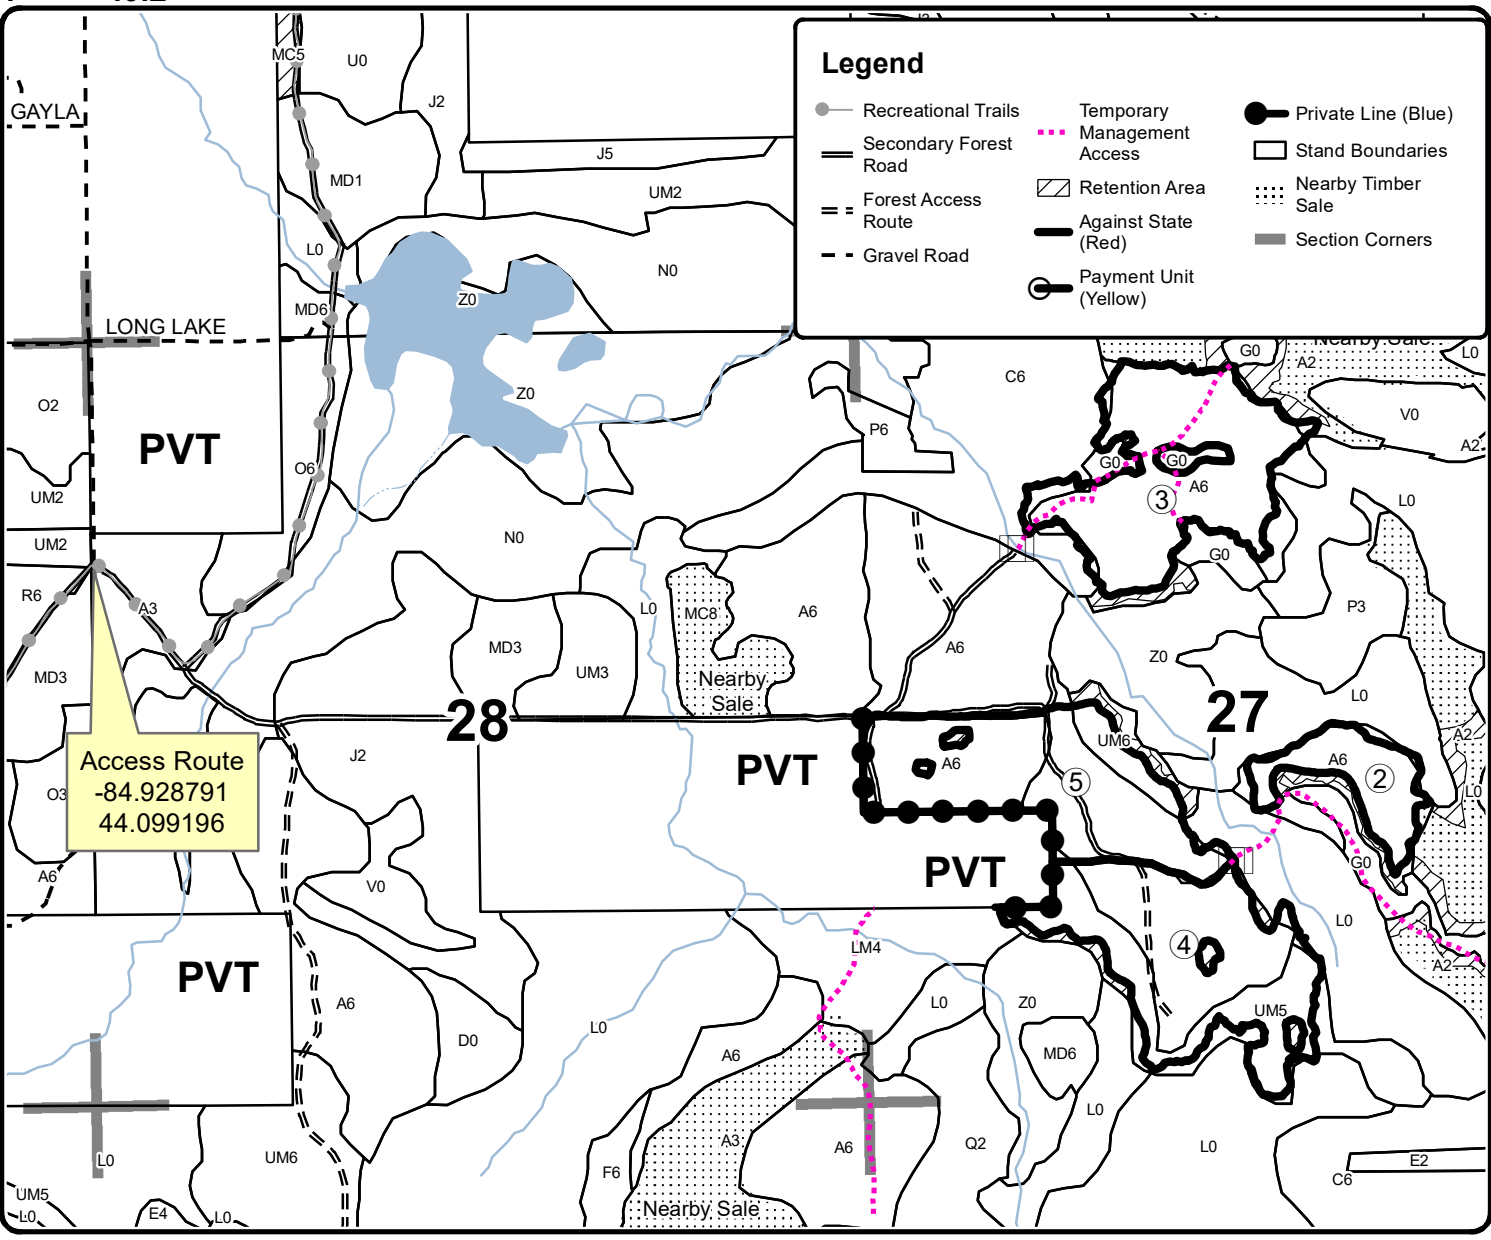 Legend
Recreational Trails
Secondary Forest
Road
Forest Access
Route
Gravel Road
Temporary
Management
Access
Retention Area
Against State
(Red)
Payment Unit
(Yellow)
Private Line (Blue)
Stand Boundaries
Nearby Timber
Sale
Section Corners
MC5
U0
J2
GAYLA
J5
MD1
UM2
L0
N0
Z0
MD6
LONG LAKE
Nearby Sale
G0
A2
L0
C6
Z0
O2
V0
P6
PVT
A2
G0
G0
O6
A6
3
UM2
L0
N0
UM2
G0
R6
A3
L0
MC8
A6
P3
MD3
UM3
A6
Z0
MD3
Nearby
Sale
L0
28
27
UM6
A2
J2
Access Route
-84.928791
44.099196
PVT
A6
A6
2
5
O3
L0
G0
PVT
A6
V0
L0
4
LM4
A2
PVT
A6
L0
Z0
UM5
L0
D0
A6
MD6
L0
A3
A6
Q2
L0
L0
UM6
E2
F6
C6
UM5
L0
E4
L0
Nearby Sale